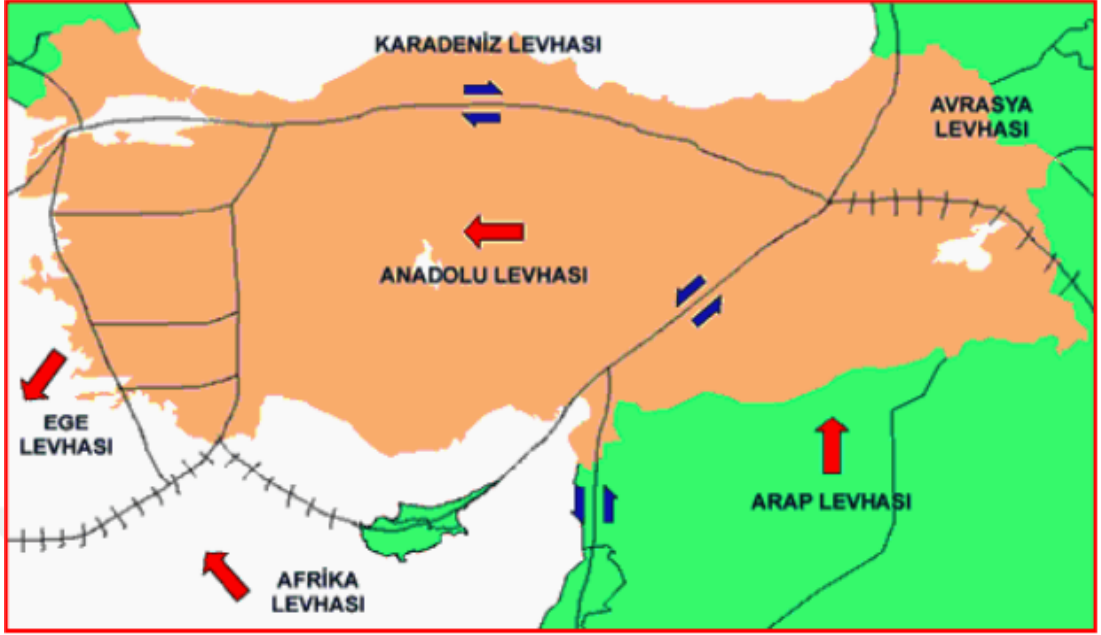 KARADENİZ LEVHASI
AVRASYA
LEVHASI
ANADOLU LEVHASI
EGE
LEVHASI
ARAP LEVHASI
AFRİKA
LEVHASI